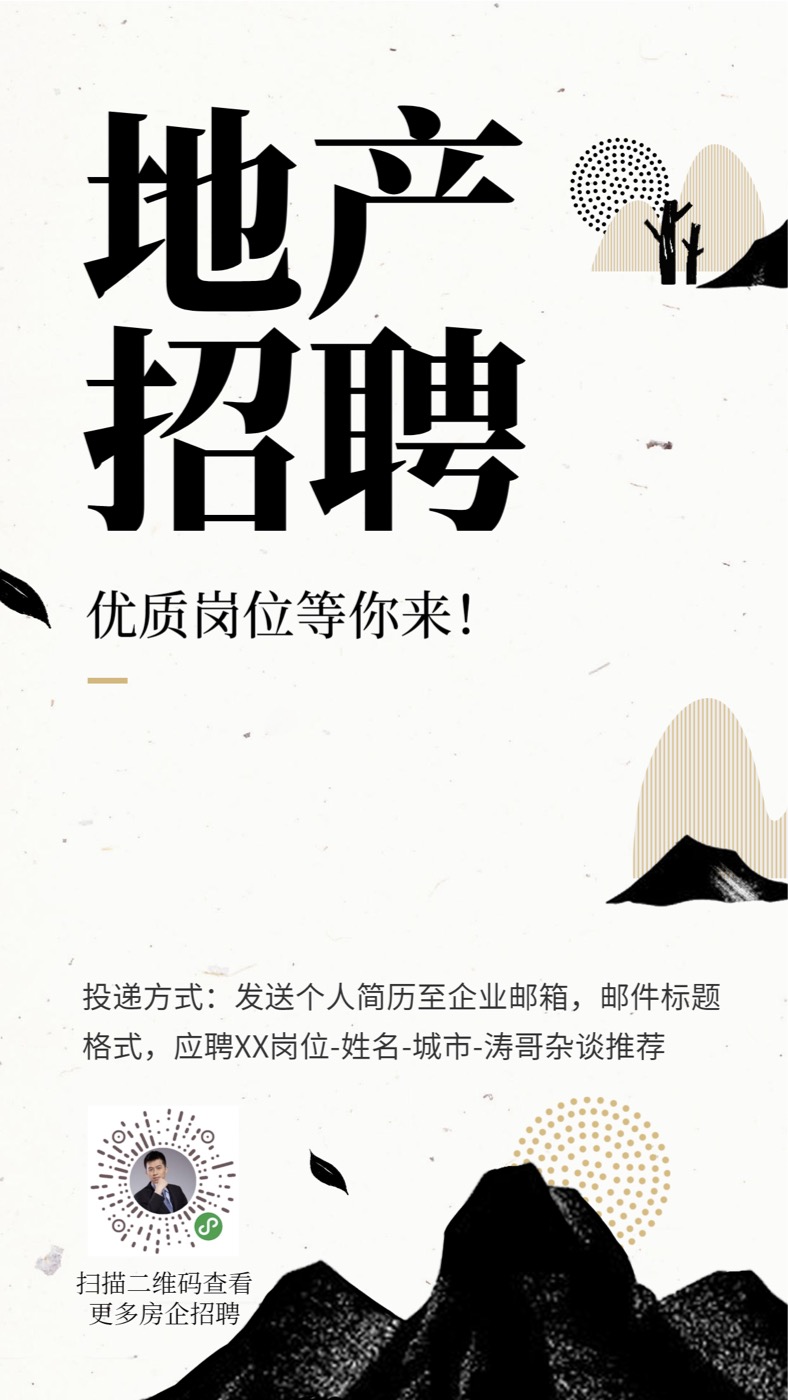 地产
招聘
优质岗位等你来！
投递方式：发送个人简历至企业邮箱，邮件标题
格式，应聘XX岗位-姓名-城市-涛哥杂谈推荐
扫描二维码查看
更多房企招聘